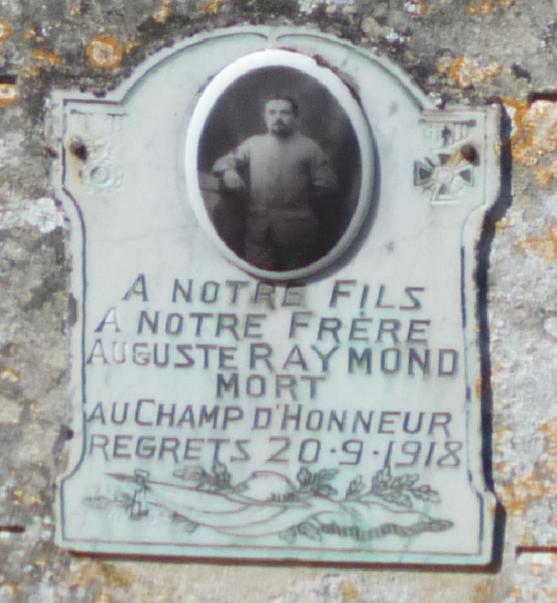 A NOTRE FILS
A NOTRE FRÈRE
AUGUSTE RAYMOND
MORT
AU CHAMP D'HONNEUR
REGRETS 20·9·1918